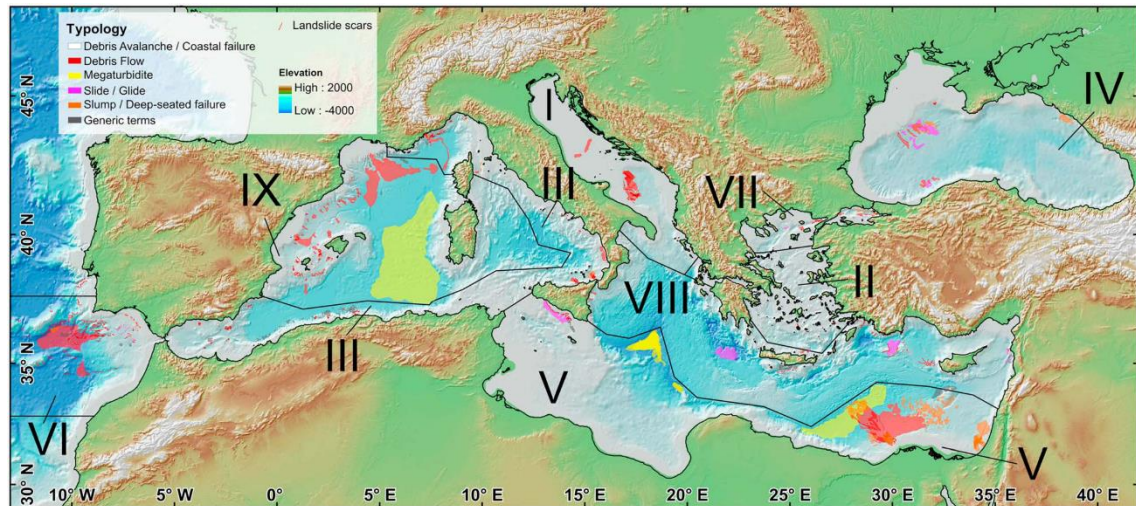 Typology
Debris Avalanche / Coastal failure
Debris Flow
Megaturbidite
Slide / Glide
Slump / Deep-seated failure
Generic terms
Landslide scars
Elevation
High : 2000
Low : -4000
45° N
40° N
35° N
30° N
I
IV
IX
III
VII
VIII
II
III
V
VI
V
10° W
5° W
0°
5° E
10° E
15° E
20° E
25° E
30° E
35° E
40° E